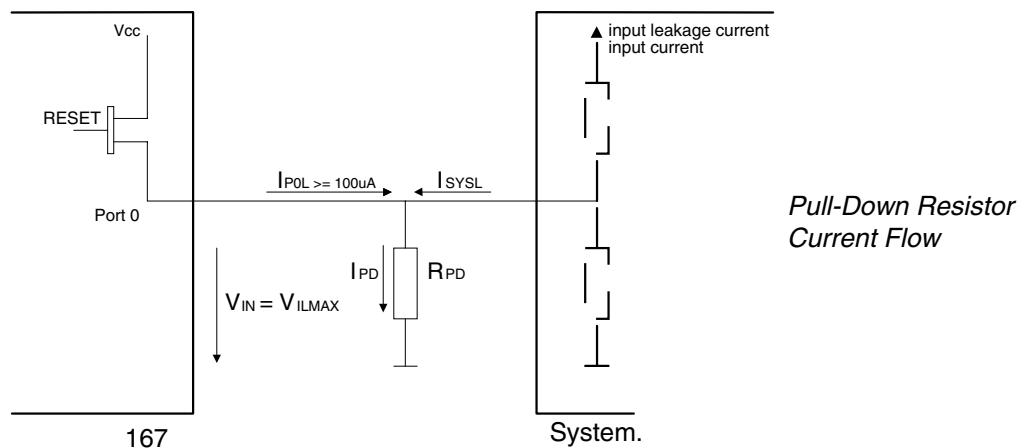 Vcc
input leakage current
input current
RESET
IP0L >= 100uA
ISYSL
Port 0
Pull-Down Resistor
Current Flow
IPD
RPD
VIN = VILMAX
167
System.